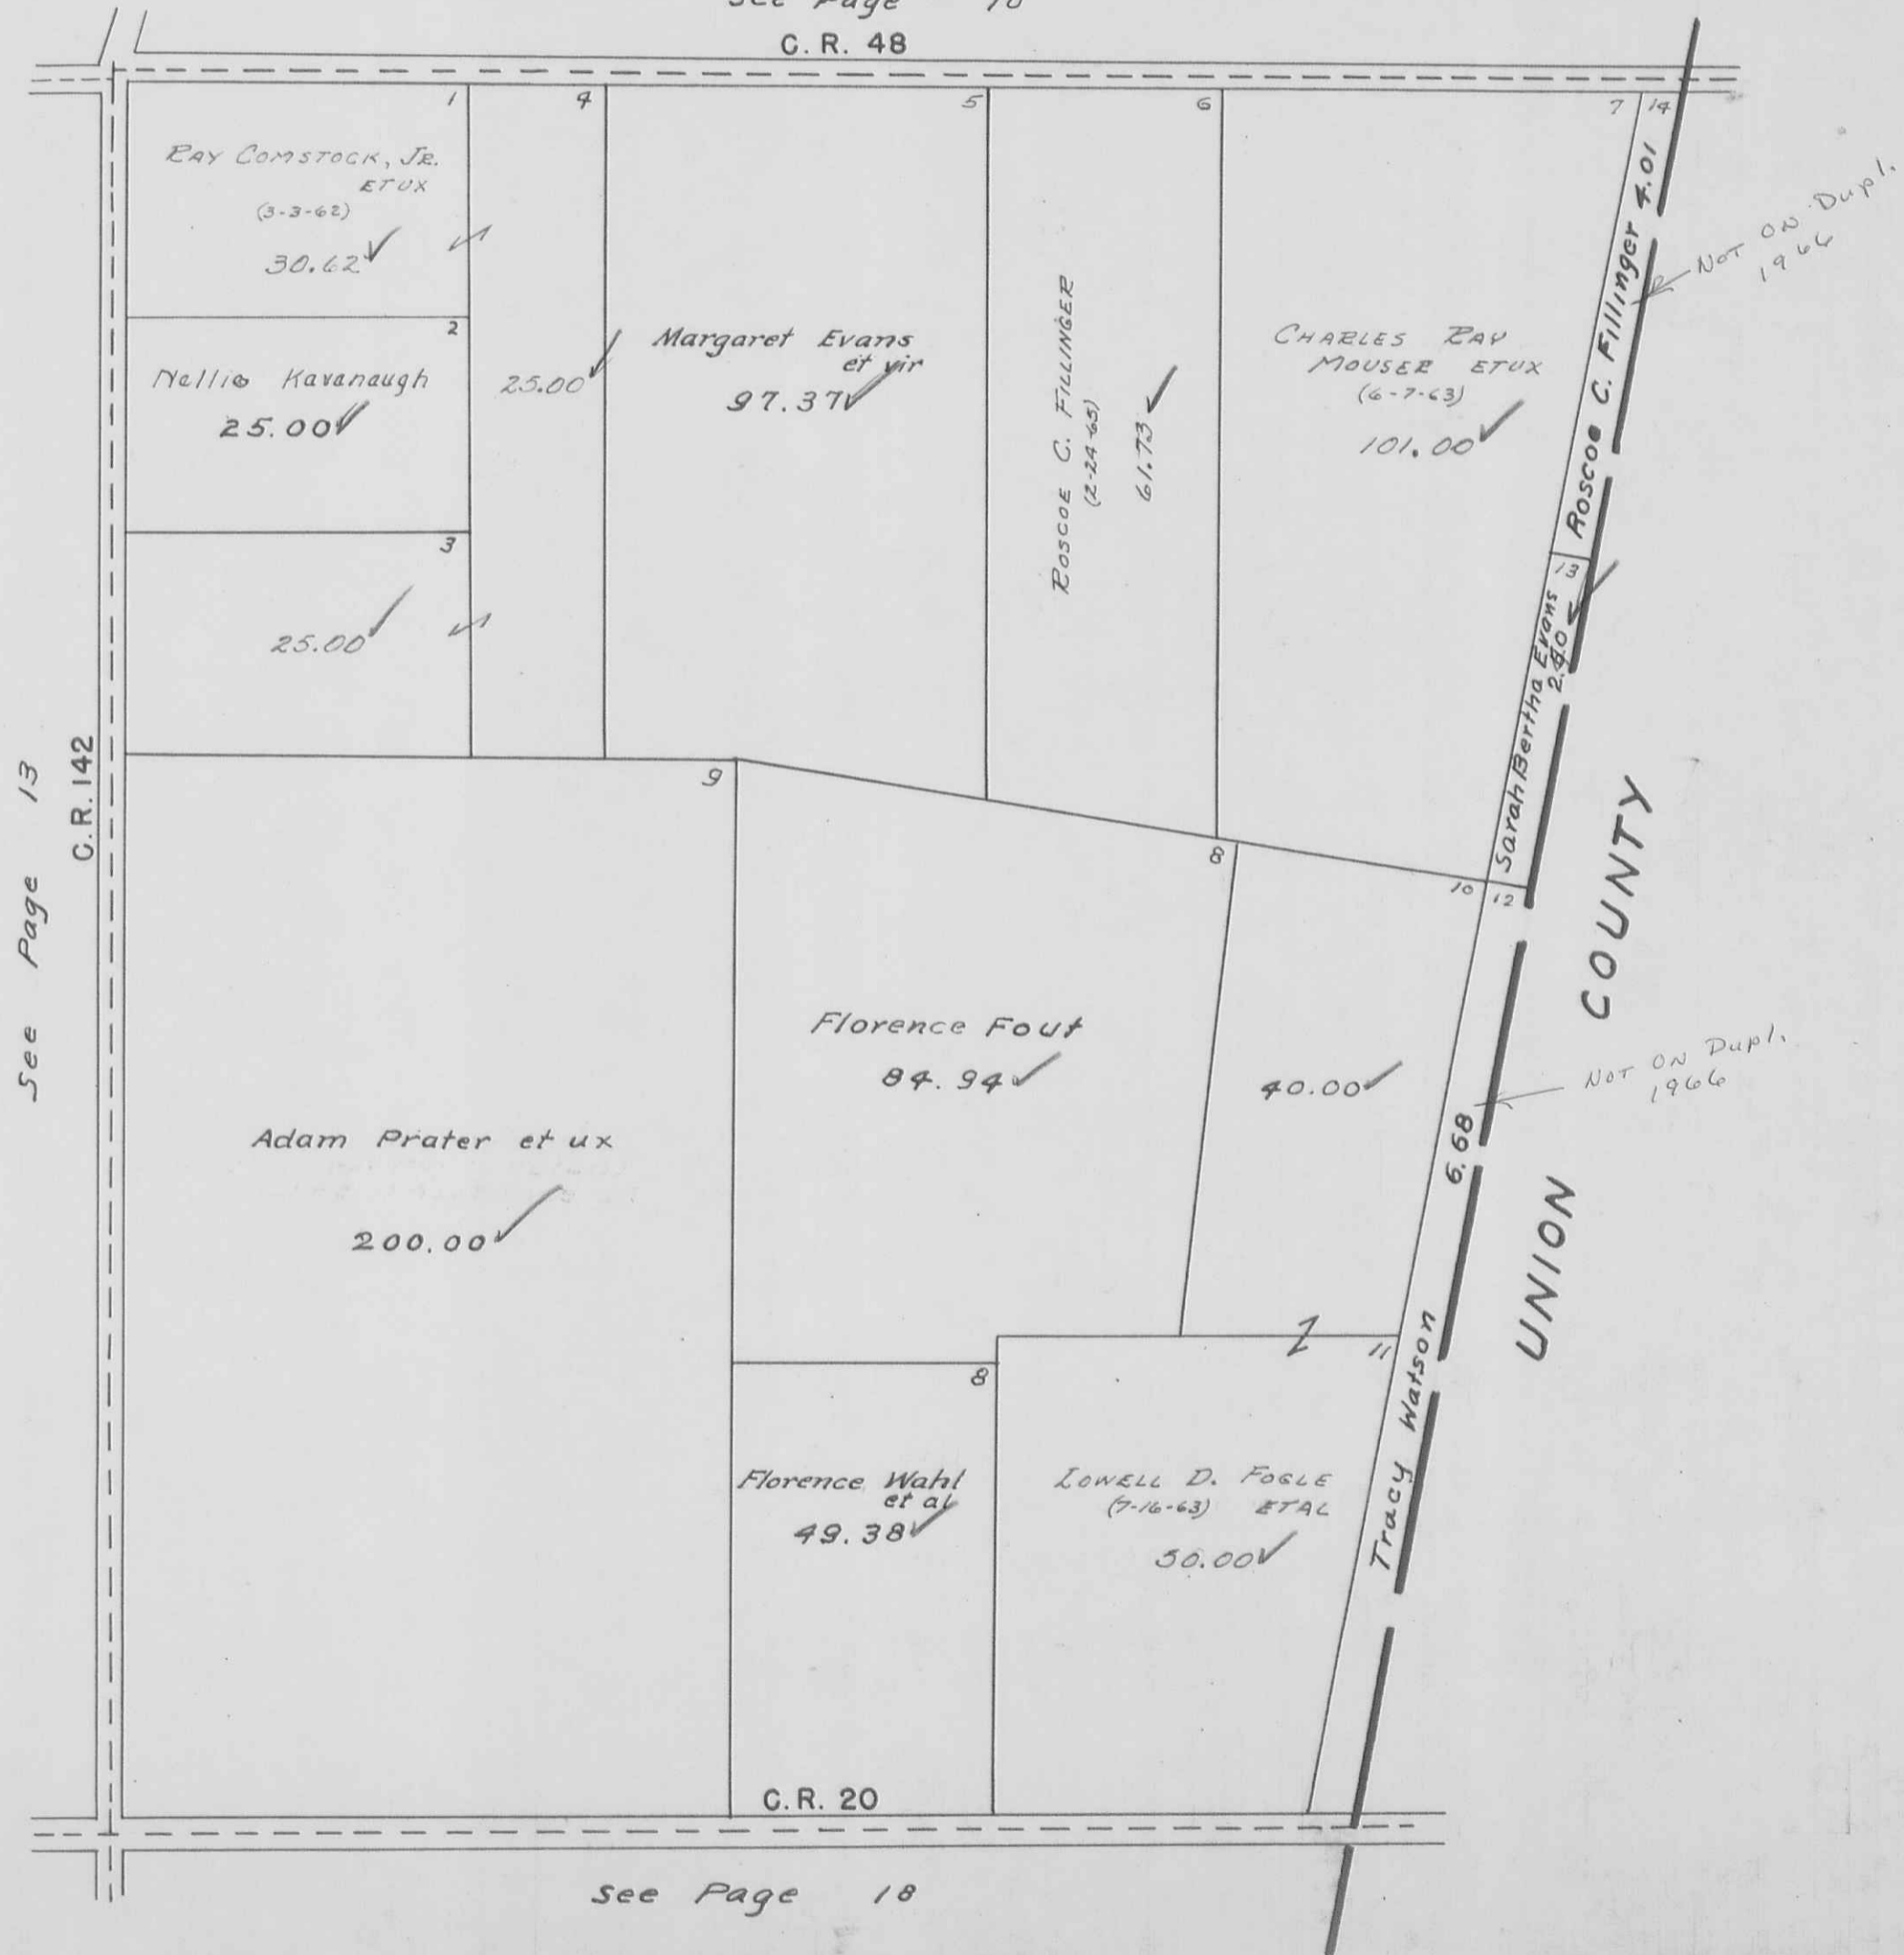 See Page 10
C. R. 48
1
4
5
6
7
14
RAY COMSTOCK, JR.
ETUX
(3-3-62)
30.62
2
Nellie Kavanaugh
25.00
3
25.00
25.00
Margaret Evans
et vir
97.37
ROSCOE C. FILLINGER
(2-24-65)
61.73
CHARLES RAY
MOUSER ETUX
(6-7-63)
101.00
Roscoe C. Fillinger 4.01
NOT ON Dupl.
1966
13
Sarah Bertha Evans
See Page 13
C.R. 142
9
8
10
12
Adam Prater et ux
200.00
Florence Fout
84.94
40.00
6.68
NOT ON Dupl.
1966
UNION COUNTY
11
8
Florence Wahl
et al
49.38
LOWELL D. FOGLE
(7-16-63) ETAL
50.00
Tracy Watson
C. R. 20
See Page 18